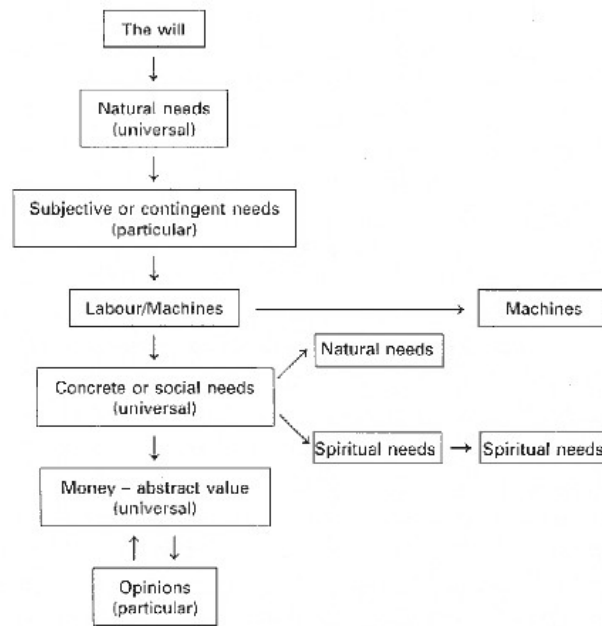 The will
Natural needs
(universal)
Subjective or contingent needs
(particular)
Labour/Machines
Machines
Natural needs
Concrete or social needs
(universal)
Spiritual needs
Spiritual needs
Money – abstract value
(universal)
Opinions
(particular)